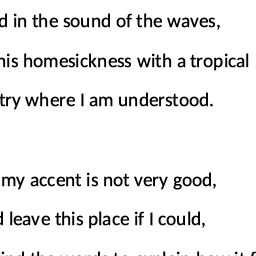 in the sound of the waves,
his homesickness with a tropical
try where I am understood.
my accent is not very good,
leave this place if I could,